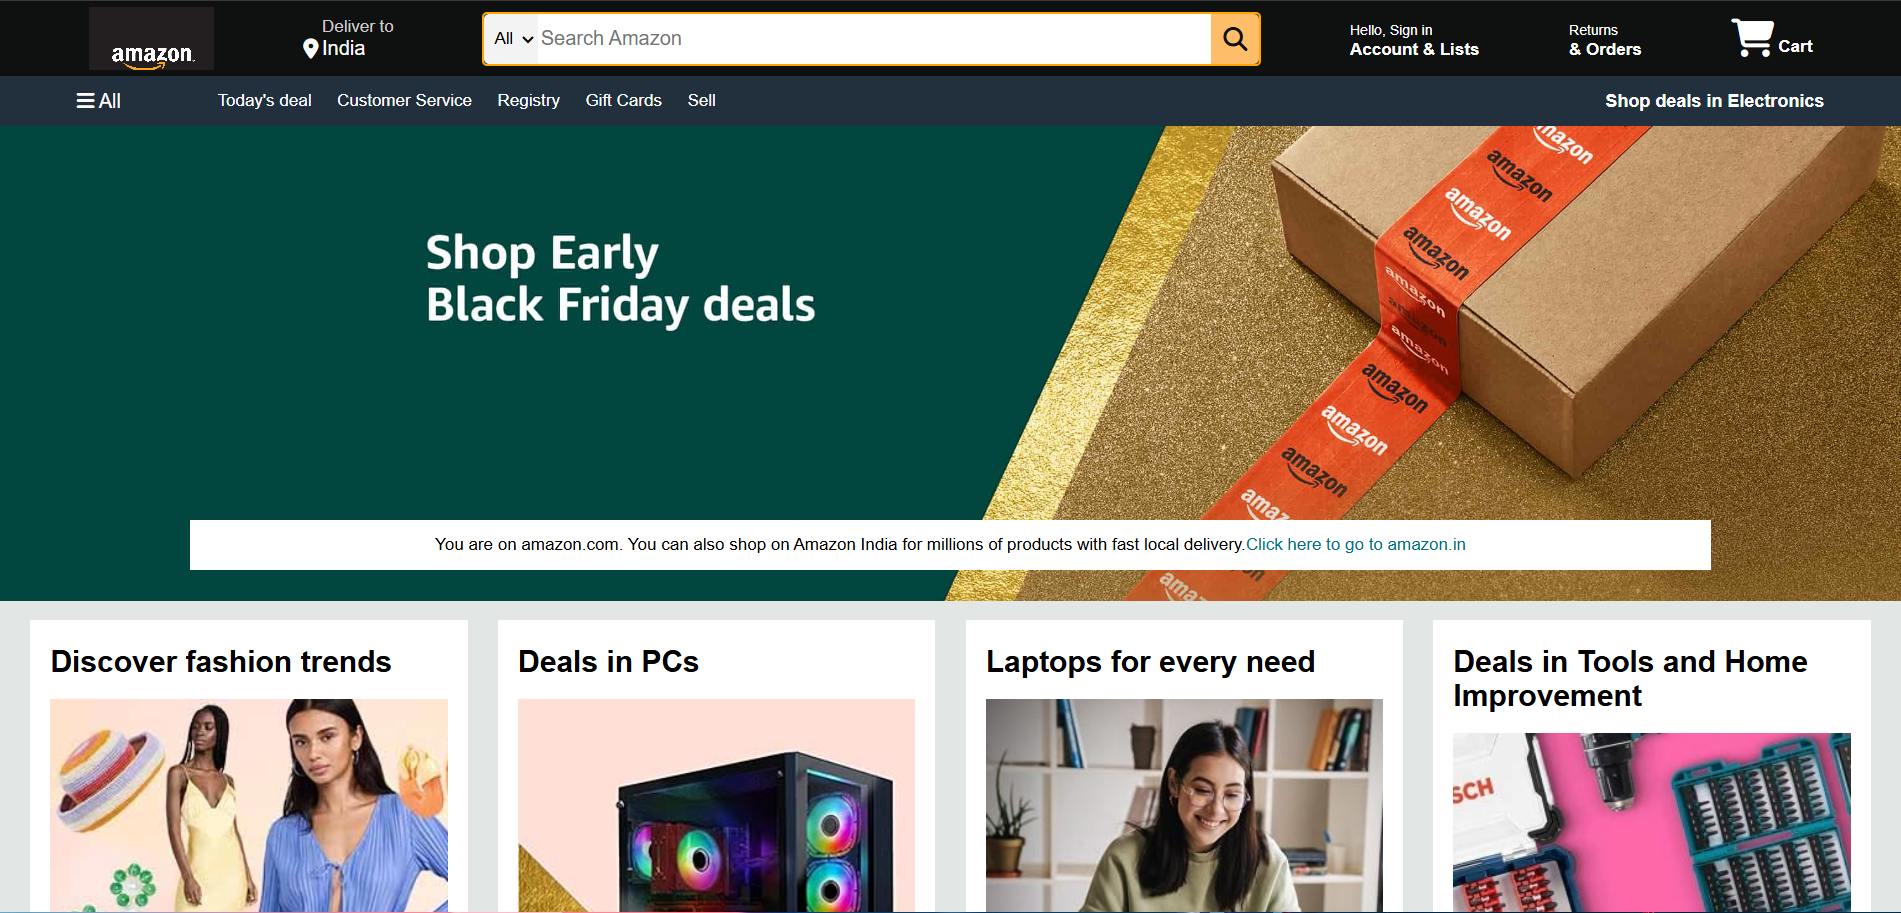 amazon
Deliver to
India
All
Search Amazon
Hello, Sign in
Account & Lists
Returns
& Orders
Cart
All
Today's deal
Customer Service
Registry
Gift Cards
Sell
Shop deals in Electronics
Shop Early
Black Friday deals
amazon
amazon
amazon
amazon
amazon
amazon
amazon
amazon
amazon
amazon
You are on amazon.com. You can also shop on Amazon India for millions of products with fast local delivery.Click here to go to amazon.in
Discover fashion trends
Deals in PCs
Laptops for every need
Deals in Tools and Home
Improvement
SCH